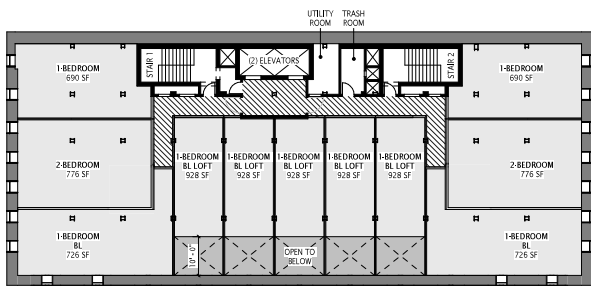 UTILITY
ROOM
TRASH
ROOM
STAIR 1
(2) ELEVATORS
STAIR 2
1-BEDROOM
690 SF
1-BEDROOM
690 SF
2-BEDROOM
776 SF
1-BEDROOM
BL LOFT
928 SF
1-BEDROOM
BL LOFT
928 SF
1-BEDROOM
BL LOFT
928 SF
1-BEDROOM
BL LOFT
928 SF
1-BEDROOM
BL LOFT
928 SF
2-BEDROOM
776 SF
1-BEDROOM
BL
726 SF
10' - 0"
OPEN TO
BELOW
1-BEDROOM
BL
726 SF